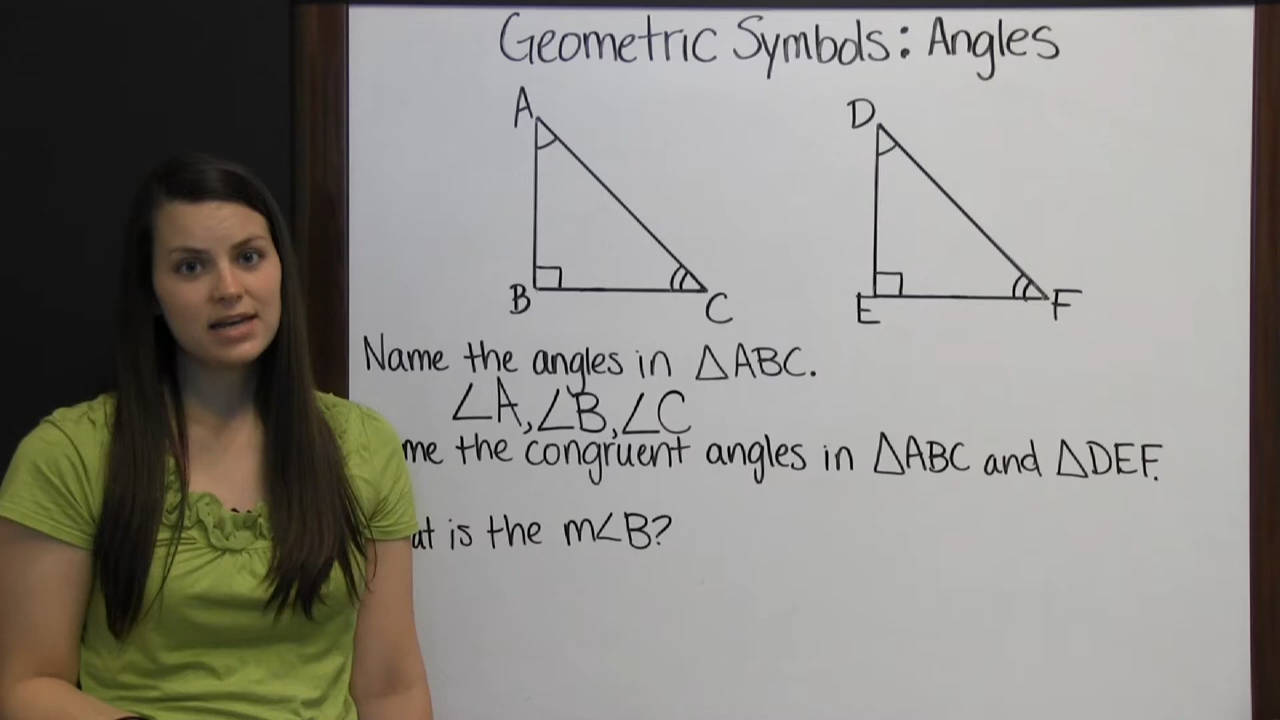 Geometric Symbols: Angles
A
D
B
C
E
F
Name the angles in △ABC.
∠A, ∠B, ∠C
me the congruent angles in △ABC and △DEF.
at is the m∠B?